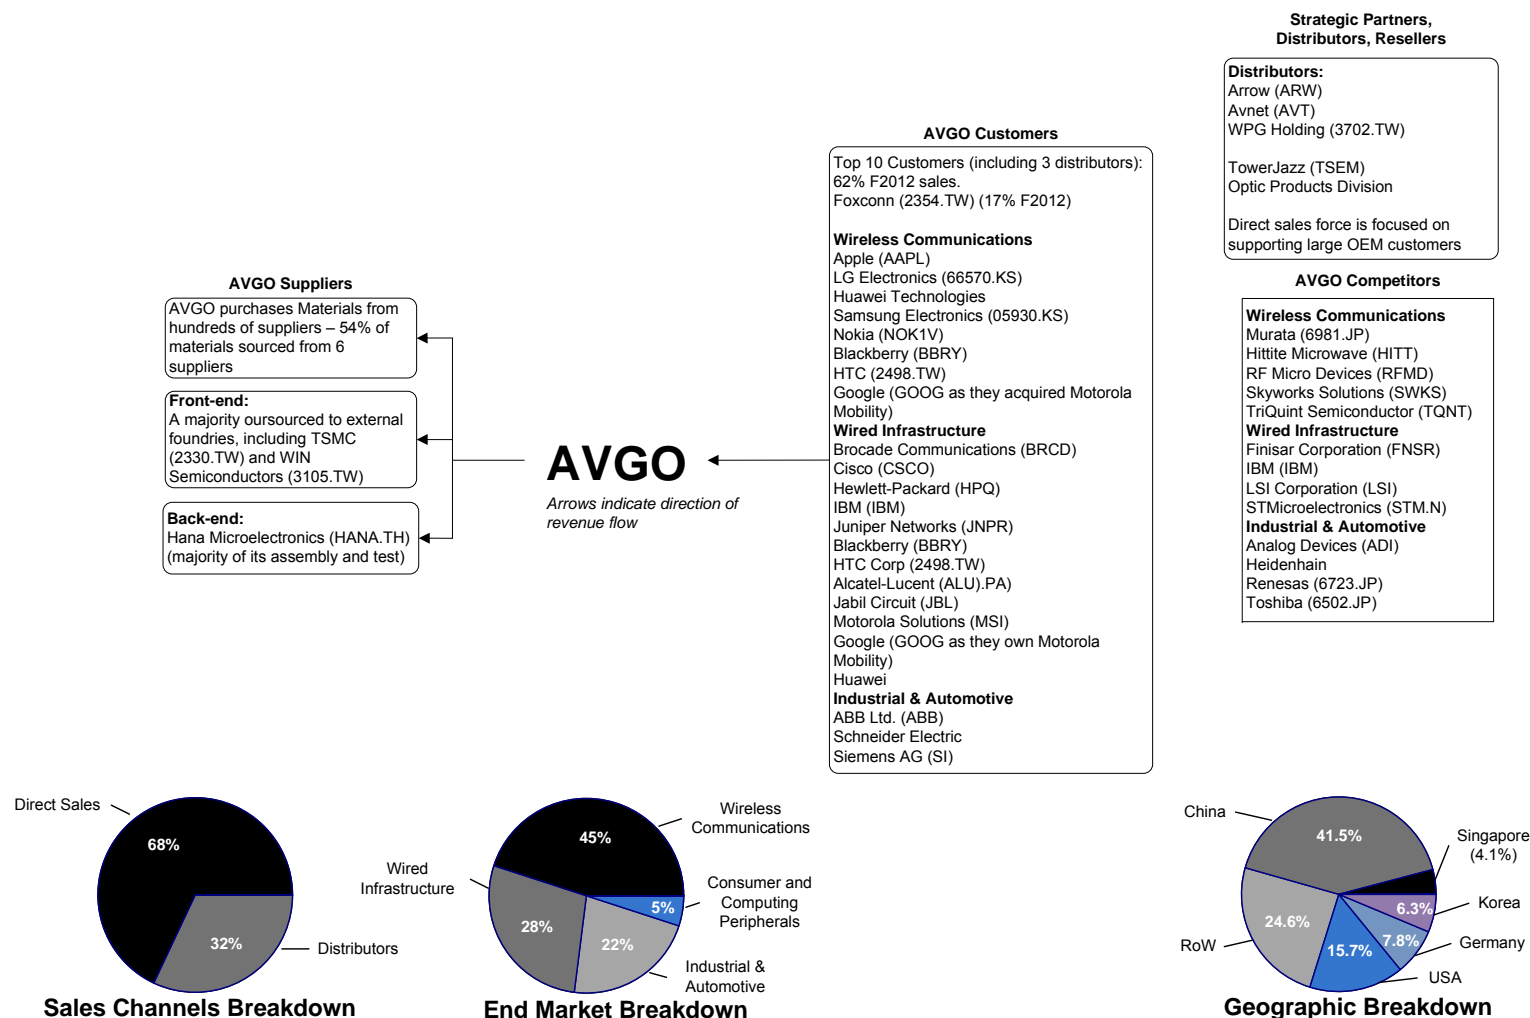 Strategic Partners,
Distributors, Resellers
Distributors:
Arrow (ARW)
Avnet (AVT)
WPG Holding (3702.TW)
TowerJazz (TSEM)
Optic Products Division
Direct sales force is focused on
supporting large OEM customers
AVGO Customers
Top 10 Customers (including 3 distributors):
62% F2012 sales.
Foxconn (2354.TW) (17% F2012)
Wireless Communications
Apple (AAPL)
LG Electronics (66570.KS)
Huawei Technologies
Samsung Electronics (05930.KS)
Nokia (NOK1V)
Blackberry (BBRY)
HTC (2498.TW)
Google (GOOG as they acquired Motorola
Mobility)
Wired Infrastructure
Brocade Communications (BRCD)
Cisco (CSCO)
Hewlett-Packard (HPQ)
IBM (IBM)
Juniper Networks (JNPR)
Blackberry (BBRY)
HTC Corp (2498.TW)
Alcatel-Lucent (ALU).PA)
Jabil Circuit (JBL)
Motorola Solutions (MSI)
Google (GOOG as they own Motorola
Mobility)
Huawei
Industrial & Automotive
ABB Ltd. (ABB)
Schneider Electric
Siemens AG (SI)
AVGO Suppliers
AVGO purchases Materials from
hundreds of suppliers – 54% of
materials sourced from 6
suppliers
Front-end:
A majority oursourced to external
foundries, including TSMC
(2330.TW) and WIN
Semiconductors (3105.TW)
Back-end:
Hana Microelectronics (HANA.TH)
(majority of its assembly and test)
AVGO
Arrows indicate direction of
revenue flow
AVGO Competitors
Wireless Communications
Murata (6981.JP)
Hittite Microwave (HITT)
RF Micro Devices (RFMD)
Skyworks Solutions (SWKS)
TriQuint Semiconductor (TQNT)
Wired Infrastructure
Finisar Corporation (FNSR)
IBM (IBM)
LSI Corporation (LSI)
STMicroelectronics (STM.N)
Industrial & Automotive
Analog Devices (ADI)
Heidenhain
Renesas (6723.JP)
Toshiba (6502.JP)
Direct Sales
68%
32%
Distributors
Sales Channels Breakdown
Wireless
Communications
45%
Wired
Infrastructure
Consumer and
Computing
Peripherals
5%
28%
22%
Industrial &
Automotive
End Market Breakdown
China
41.5%
Singapore
(4.1%)
6.3%
Korea
24.6%
RoW
15.7%
7.8%
Germany
USA
Geographic Breakdown